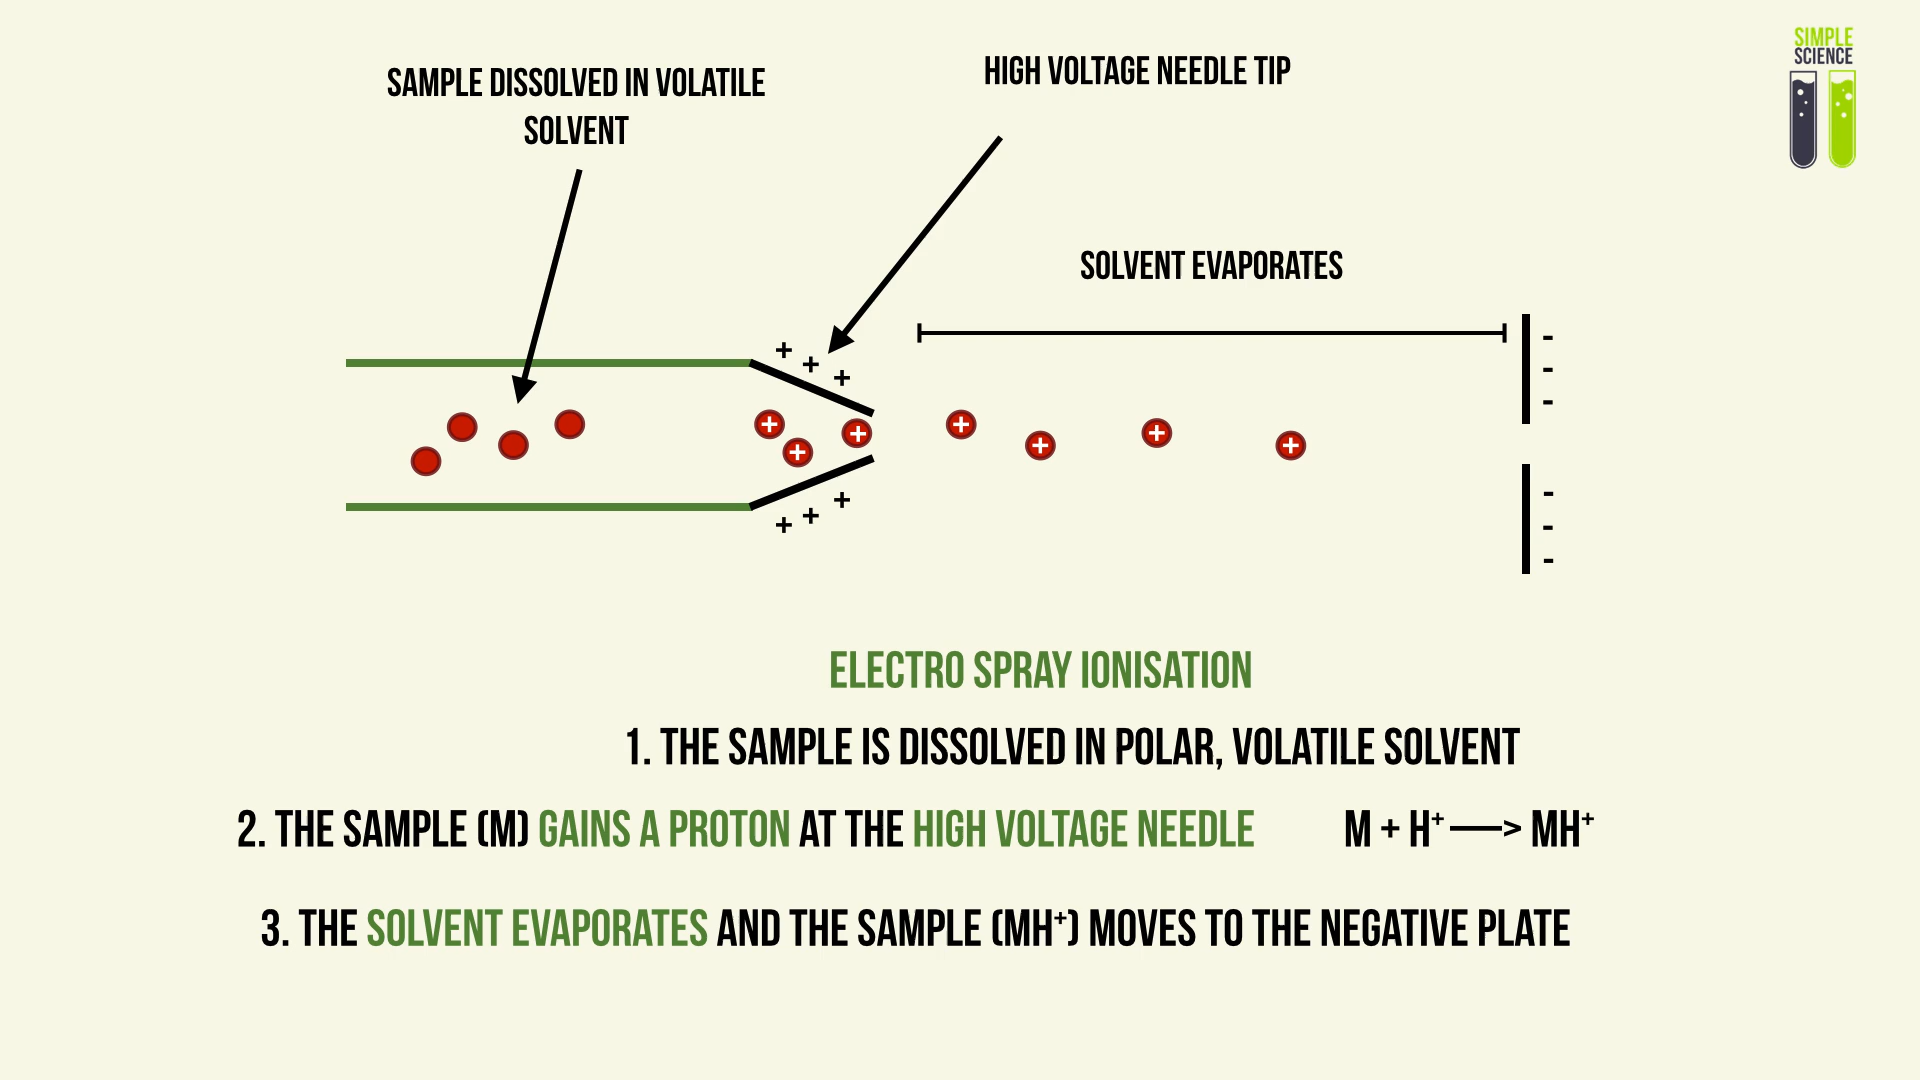 SIMPLE
SCIENCE
SAMPLE DISSOLVED IN VOLATILE
SOLVENT
HIGH VOLTAGE NEEDLE TIP
SOLVENT EVAPORATES
+ + +
- - -
+ + + + + + +
+ + +
- - -
ELECTRO SPRAY IONISATION
1. THE SAMPLE IS DISSOLVED IN POLAR, VOLATILE SOLVENT
2. THE SAMPLE (M) GAINS A PROTON AT THE HIGH VOLTAGE NEEDLE M + H⁺ —> MH⁺
3. THE SOLVENT EVAPORATES AND THE SAMPLE (MH⁺) MOVES TO THE NEGATIVE PLATE